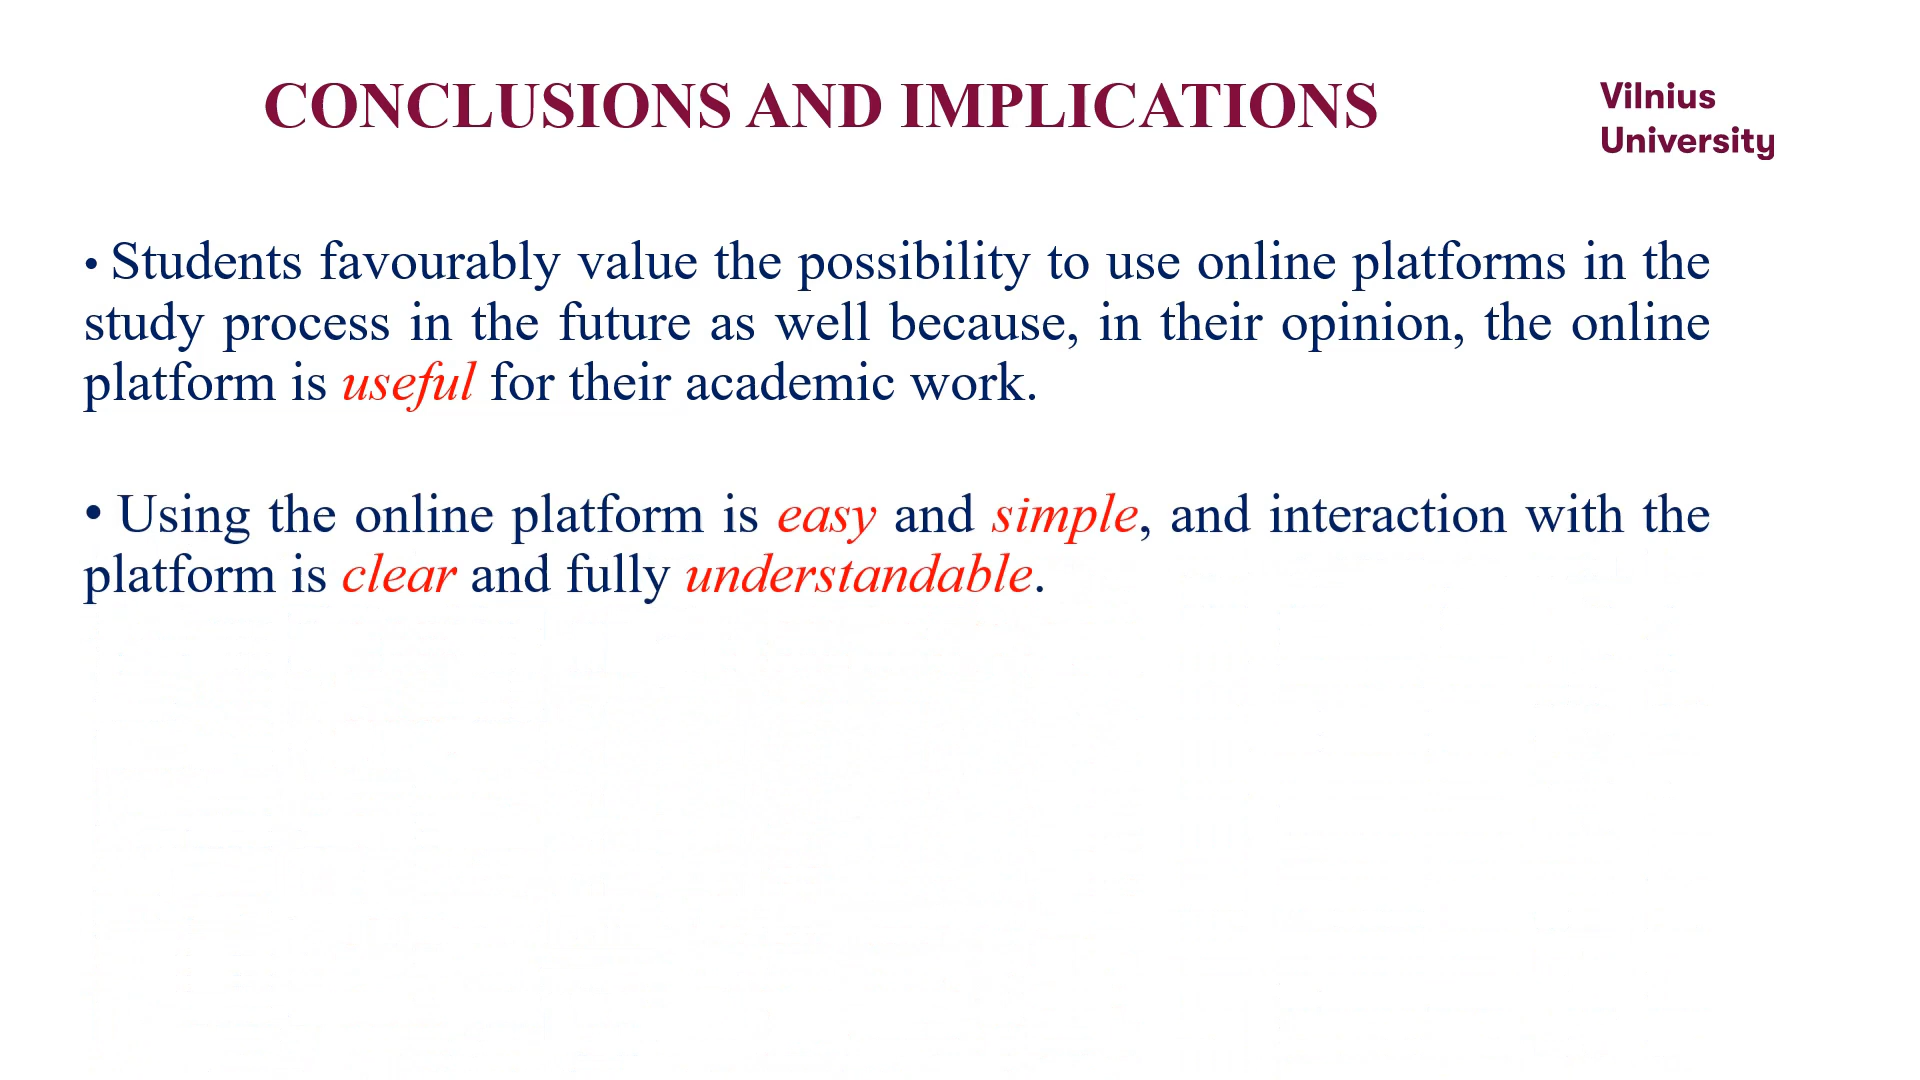 CONCLUSIONS AND IMPLICATIONS
Vilnius
University
• Students favourably value the possibility to use online platforms in the
study process in the future as well because, in their opinion, the online
platform is useful for their academic work.
• Using the online platform is easy and simple, and interaction with the
platform is clear and fully understandable.